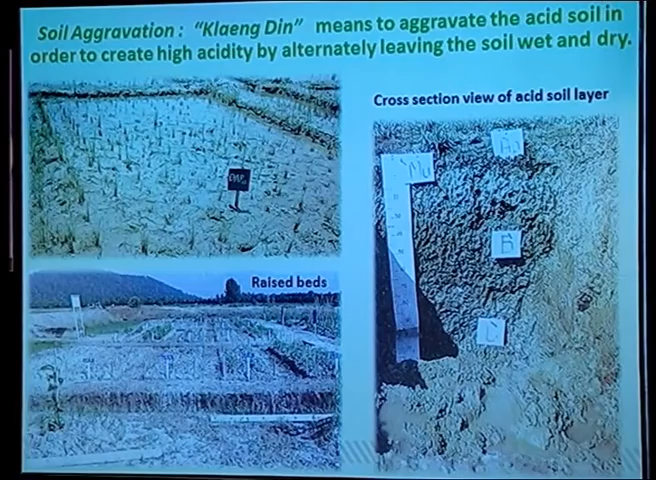 Soil Aggravation : "Klaeng Din" means to aggravate the acid soil in
order to create high acidity by alternately leaving the soil wet and dry.
Cross section view of acid soil layer
Raised beds
B
C